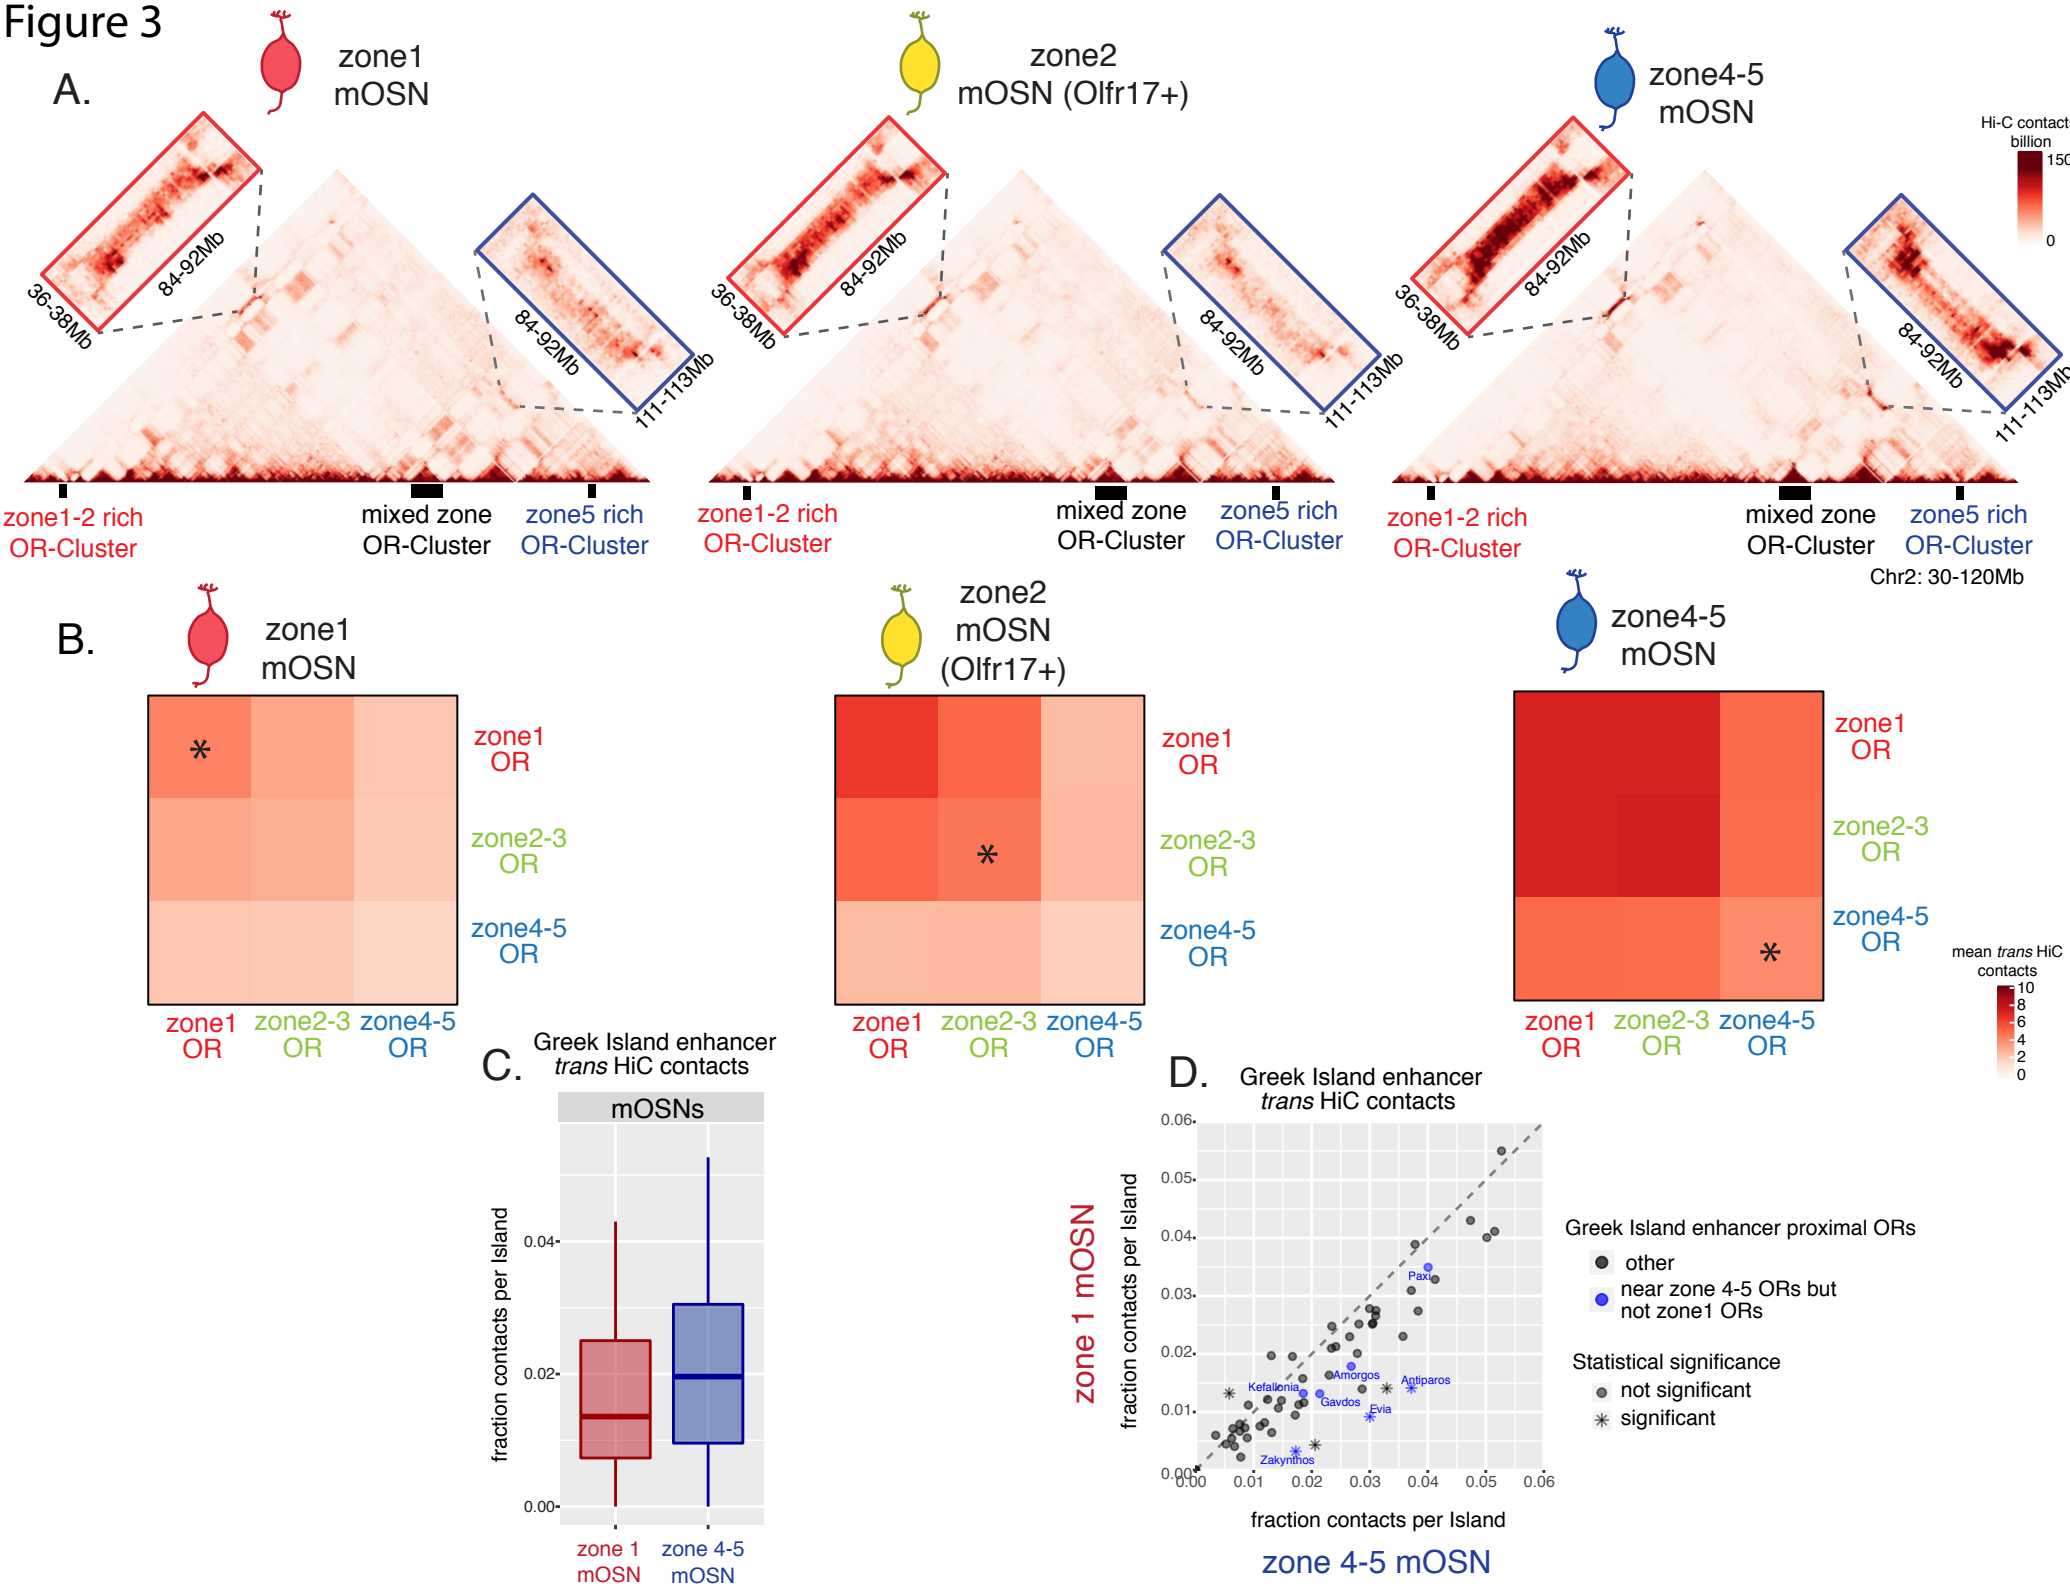 Figure 3
A.
zone1
mOSN
zone2
mOSN (Olfr17+)
zone4-5
mOSN
Hi-C contacts
billion
150
0
36-38Mb
84-92Mb
84-92Mb
111-113Mb
36-38Mb
84-92Mb
84-92Mb
111-113Mb
36-38Mb
84-92Mb
84-92Mb
111-113Mb
zone1-2 rich
OR-Cluster
mixed zone
OR-Cluster
zone5 rich
OR-Cluster
zone1-2 rich
OR-Cluster
mixed zone
OR-Cluster
zone5 rich
OR-Cluster
zone1-2 rich
OR-Cluster
mixed zone
OR-Cluster
zone5 rich
OR-Cluster
Chr2: 30-120Mb
B.
zone1
mOSN
zone2
mOSN
(Olfr17+)
zone4-5
mOSN
*
zone1
OR
zone2-3
OR
zone4-5
OR
zone1
OR
zone2-3
OR
zone4-5
OR
*
zone1
OR
zone2-3
OR
zone4-5
OR
zone1
OR
zone2-3
OR
zone4-5
OR
*
zone1
OR
zone2-3
OR
zone4-5
OR
zone1
OR
zone2-3
OR
zone4-5
OR
mean trans HiC
contacts
10
8
6
4
2
0
C.
Greek Island enhancer
trans HiC contacts
mOSNs
fraction contacts per Island
0.04
0.02
0.00
zone 1
mOSN
zone 4-5
mOSN
D.
Greek Island enhancer
trans HiC contacts
zone 1 mOSN
fraction contacts per Island
0.06
0.05
0.04
0.03
0.02
0.01
0.00
Paxi
Amorgos
Kefallonia
Antiparos
Gavdos
Evia
Zakynthos
0.00
0.01
0.02
0.03
0.04
0.05
0.06
fraction contacts per Island
zone 4-5 mOSN
Greek Island enhancer proximal ORs
other
near zone 4-5 ORs but
not zone1 ORs
Statistical significance
not significant
significant